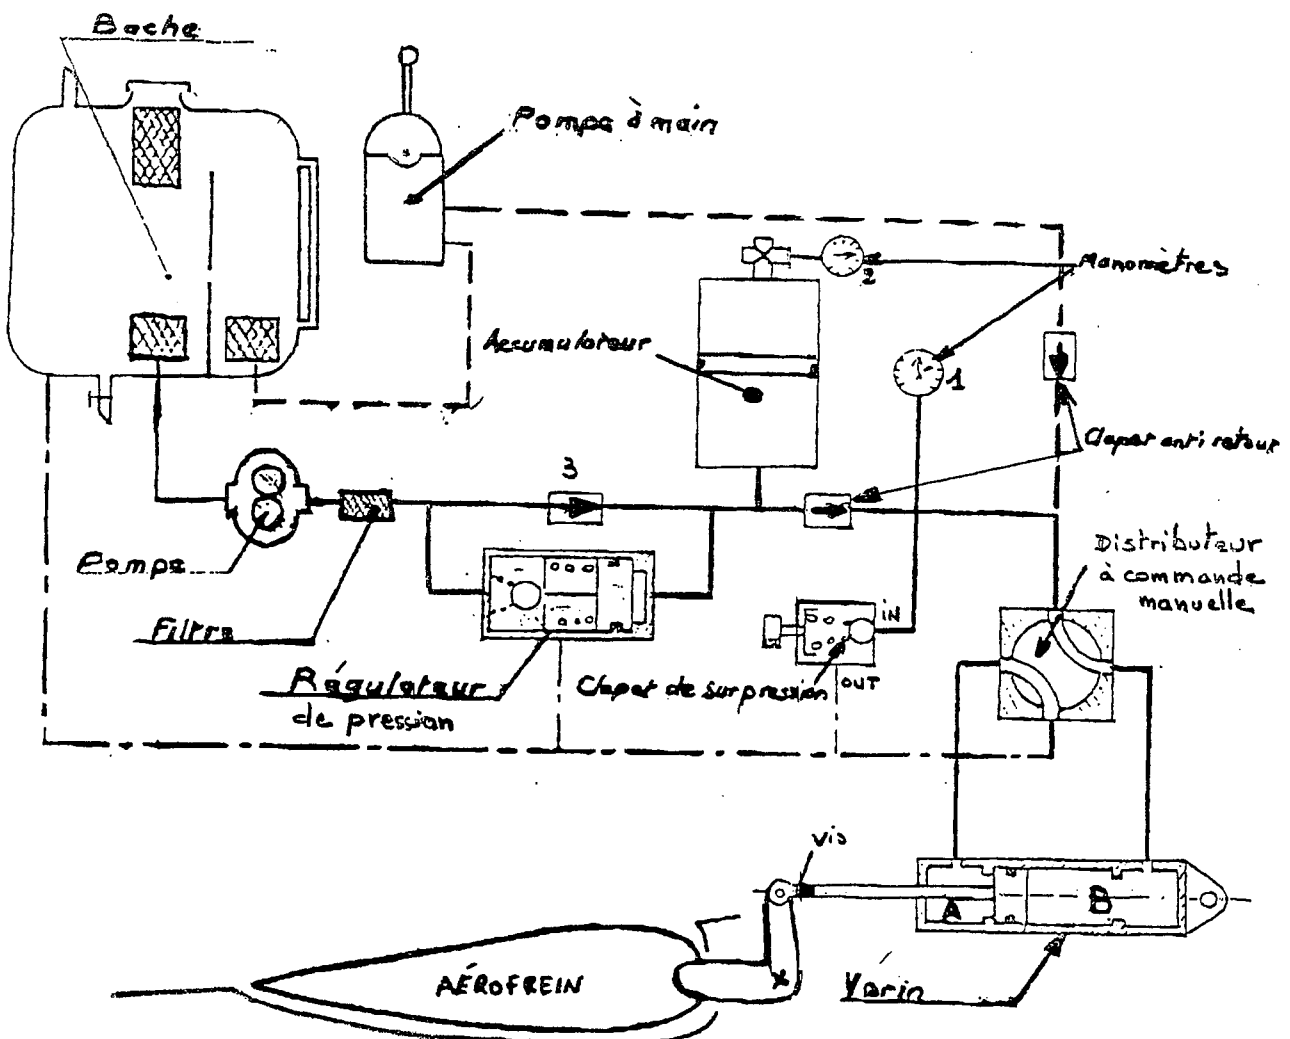 Bache
Pompe à main
2
Manomètres
Accumulateur
1
Clapet anti retour
3
Pompe
Filtre
Régulateur
de pression
Clapet de surpression
IN
OUT
Distributeur
à commande
manuelle
vis
A
B
AÉROFREIN
Verin